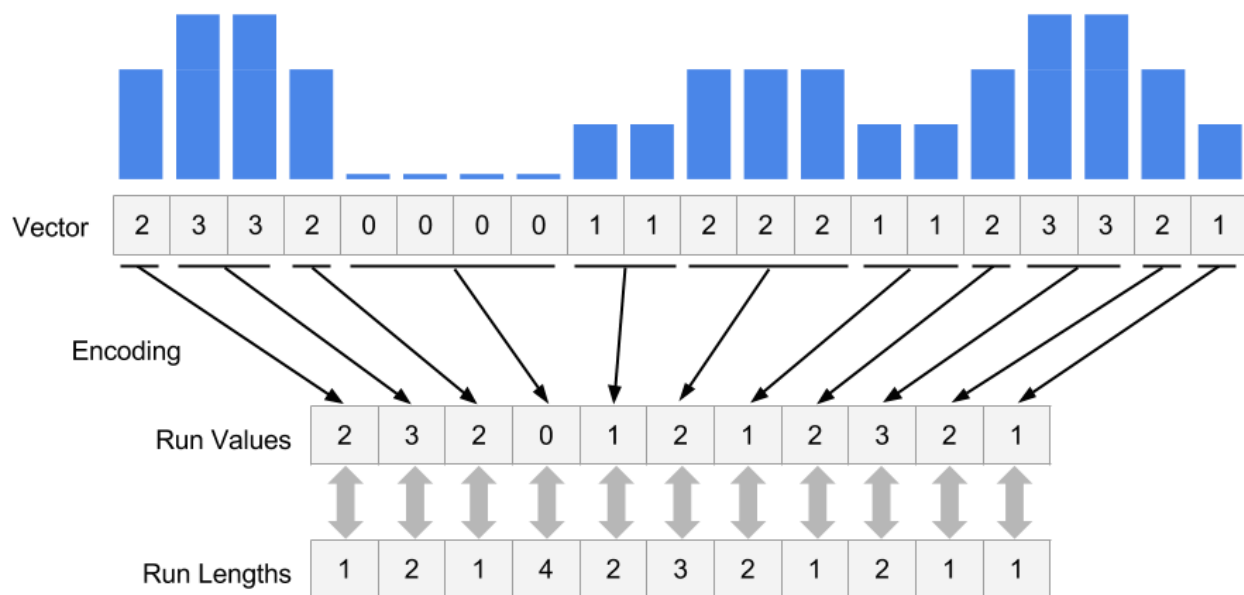 Vector 2 3 3 2 0 0 0 0 1 1 2 2 2 1 1 2 3 3 2 1
Encoding
Run Values 2 3 2 0 1 2 1 2 3 2 1
Run Lengths 1 2 1 4 2 3 2 1 2 1 1